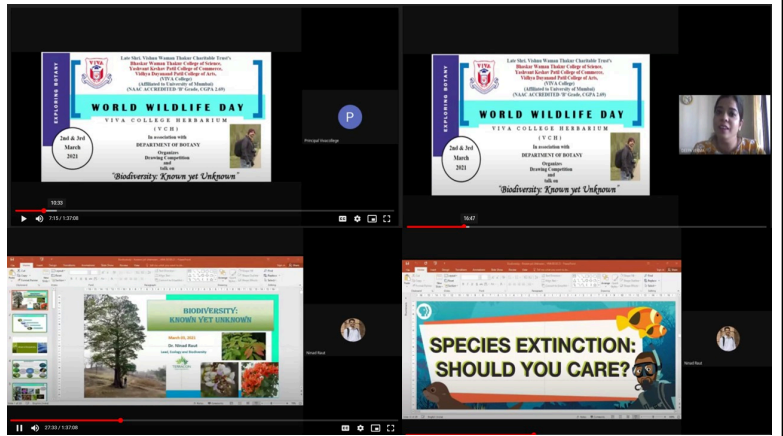 EXPLORING BOTANY
VIVA
Late Shri. Vishnu Waman Thakur Charitable Trust's
Bhaskar Waman Thakur College of Science,
Yashvant Keshav Patil College of Commerce,
Vidhya Dayanand Patil College of Arts,
(VIVA College)
(Affiliated to University of Mumbai)
(NAAC ACCREDITED 'B' Grade, CGPA 2.69)
WORLD WILDLIFE DAY
VIVA COLLEGE HERBARIUM
(VCH)
2nd & 3rd
March
2021
In association with
DEPARTMENT OF BOTANY
Organizes
Drawing Competition
and
talk on
"Biodiversity: Known yet Unknown"
P
Principal Vivacollege
10:33
7:15 / 1:37:08
EXPLORING BOTANY
VIVA
Late Shri. Vishnu Waman Thakur Charitable Trust's
Bhaskar Waman Thakur College of Science,
Yashvant Keshav Patil College of Commerce,
Vidhya Dayanand Patil College of Arts,
(VIVA College)
(Affiliated to University of Mumbai)
(NAAC ACCREDITED 'B' Grade, CGPA 2.69)
WORLD WILDLIFE DAY
VIVA COLLEGE HERBARIUM
(VCH)
2nd & 3rd
March
2021
In association with
DEPARTMENT OF BOTANY
Organizes
Drawing Competition
and
talk on
"Biodiversity: Known yet Unknown"
16:47
BIODIVERSITY:
KNOWN YET UNKNOWN
March 03, 2021
Dr. Ninad Raut
Lead, Ecology and Biodiversity
Ninad Raut
27:33 / 1:37:08
SPECIES EXTINCTION:
SHOULD YOU CARE?
Ninad Raut